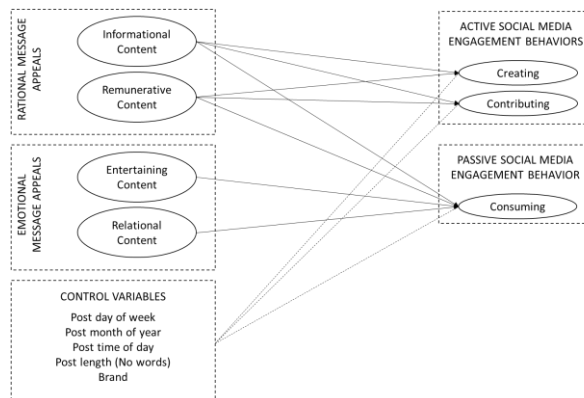 RATIONAL MESSAGE
APPEALS
Informational
Content
Remunerative
Content
EMOTIONAL
MESSAGE APPEALS
Entertaining
Content
Relational
Content
CONTROL VARIABLES
Post day of week
Post month of year
Post time of day
Post length (No words)
Brand
ACTIVE SOCIAL MEDIA
ENGAGEMENT BEHAVIORS
Creating
Contributing
PASSIVE SOCIAL MEDIA
ENGAGEMENT BEHAVIOR
Consuming